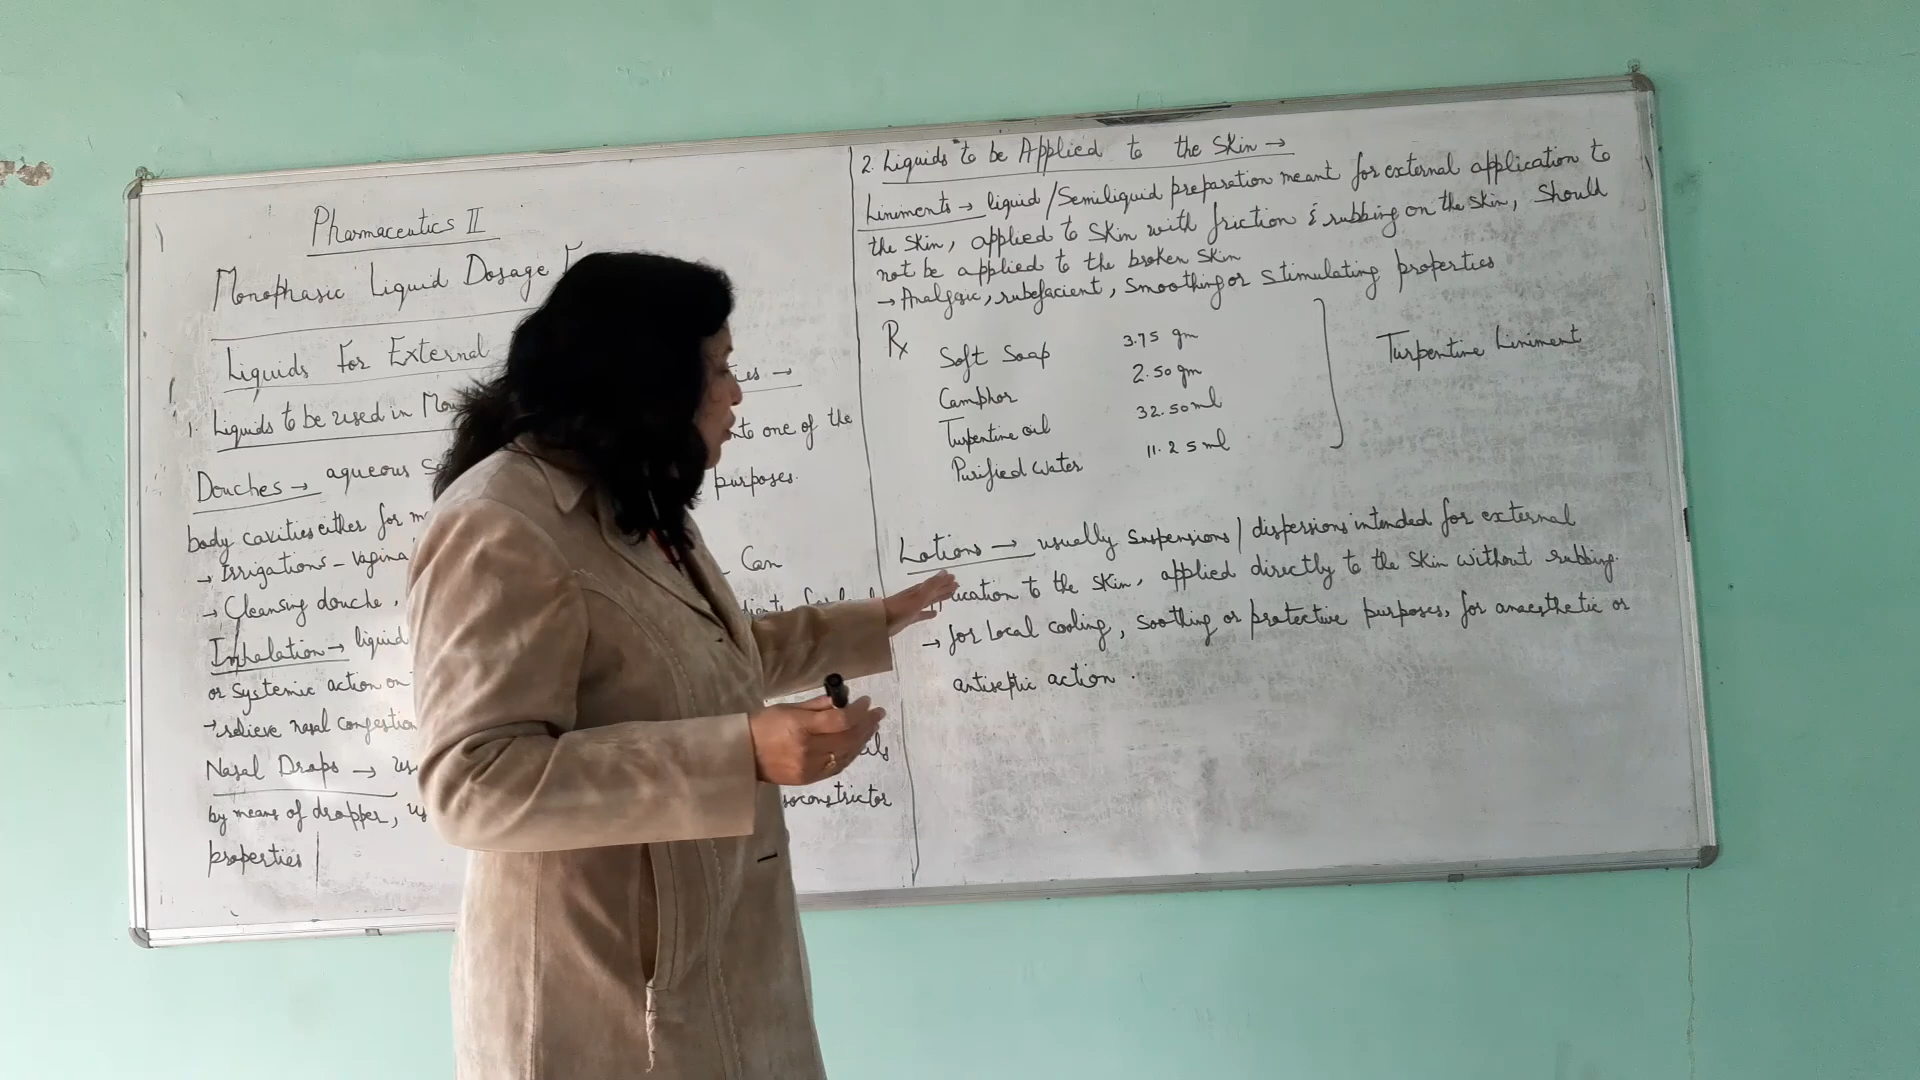 Pharmaceutics II
Monophasic Liquid Dosage
Liquids For External
1. Liquids to be used in ties →
Douches → aqueous into one of the
body cavities either for purposes.
→ Irrigations - Vagina Can
→ Cleansing douche,
Inhalation → liquid
or systemic action on
→ relieve nasal congestion
Nasal Drops →
by means of dropper,
properties
2. Liquids to be Applied to the Skin →
Liniments → liquid/Semiliquid preparation meant for external application to
the Skin, applied to Skin with friction & rubbing on the Skin, Should
not be applied to the broken Skin
→ Analgesic, rubefacient, Smoothing or Stimulating properties
Rx
Soft Soap 3.75 gm
Camphor 2.50 gm
Turpentine oil 32.50 ml
Purified water 11.25 ml
Turpentine Liniment
Lotions → usually Suspensions/dispersions intended for external
to the skin, applied directly to the skin without rubbing.
→ for Local cooling, Soothing or protective purposes, for anaesthetic or
antiseptic action.